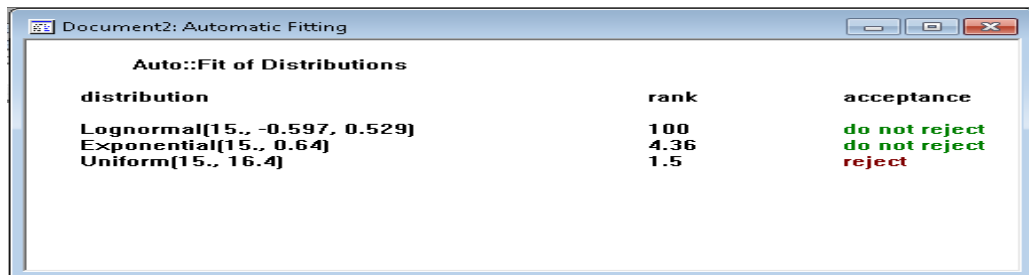 Document2: Automatic Fitting
Auto::Fit of Distributions
distribution rank acceptance
Lognormal(15., -0.597, 0.529) 100 do not reject
Exponential(15., 0.64) 4.36 do not reject
Uniform(15., 16.4) 1.5 reject